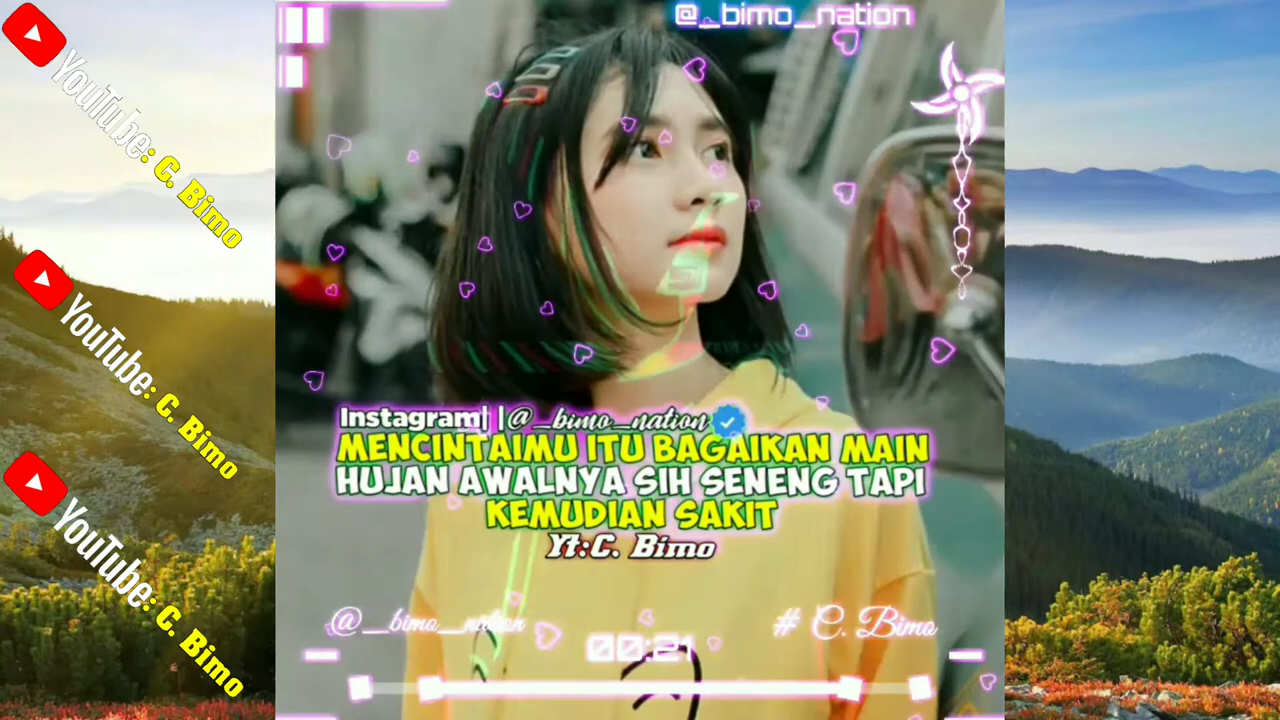 @_bimo_nation
YouTube: C. Bimo
YouTube: C. Bimo
YouTube: C. Bimo
Instagram| |@_bimo_nation
MENCINTAIMU ITU BAGAIKAN MAIN
HUJAN AWALNYA SIH SENENG TAPI
KEMUDIAN SAKIT
Yt:C. Bimo
@_bimo_nation
# C. Bimo
00:21